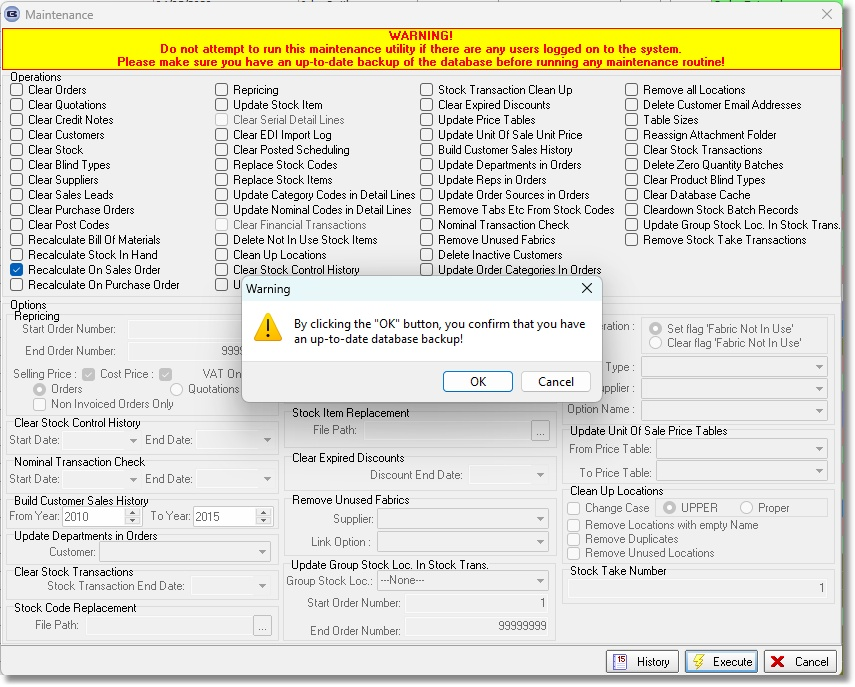 Maintenance
WARNING!
Do not attempt to run this maintenance utility if there are any users logged on to the system.
Please make sure you have an up-to-date backup of the database before running any maintenance routine!
Operations
Clear Orders
Clear Quotations
Clear Credit Notes
Clear Customers
Clear Stock
Clear Blind Types
Clear Suppliers
Clear Sales Leads
Clear Purchase Orders
Clear Post Codes
Recalculate Bill Of Materials
Recalculate Stock In Hand
Recalculate On Sales Order
Recalculate On Purchase Order
Repricing
Update Stock Item
Clear Serial Detail Lines
Clear EDI Import Log
Clear Posted Scheduling
Replace Stock Codes
Replace Stock Items
Update Category Codes in Detail Lines
Update Nominal Codes in Detail Lines
Clear Financial Transactions
Delete Not In Use Stock Items
Clean Up Locations
Clear Stock Control History
Stock Transaction Clean Up
Clear Expired Discounts
Update Price Tables
Update Unit Of Sale Unit Price
Build Customer Sales History
Update Departments in Orders
Update Reps in Orders
Update Order Sources in Orders
Remove Tabs Etc From Stock Codes
Nominal Transaction Check
Remove Unused Fabrics
Delete Inactive Customers
Update Order Categories In Orders
Remove all Locations
Delete Customer Email Addresses
Table Sizes
Reassign Attachment Folder
Clear Stock Transactions
Delete Zero Quantity Batches
Clear Product Blind Types
Clear Database Cache
Cleardown Stock Batch Records
Update Group Stock Loc. In Stock Trans.
Remove Stock Take Transactions
Warning
By clicking the "OK" button, you confirm that you have
an up-to-date database backup!
OK
Cancel
Options
Repricing
Start Order Number:
End Order Number:
Selling Price :
Cost Price :
VAT On
Orders
Quotations
Non Invoiced Orders Only
Clear Stock Control History
Start Date:
End Date:
Nominal Transaction Check
Start Date:
End Date:
Build Customer Sales History
From Year: 2010
To Year: 2015
Update Departments in Orders
Customer:
Clear Stock Transactions
Stock Transaction End Date:
Stock Code Replacement
File Path:
...
Stock Item Replacement
File Path:
...
Clear Expired Discounts
Discount End Date:
Remove Unused Fabrics
Supplier:
Link Option :
Update Group Stock Loc. In Stock Trans.
Group Stock Loc.: ---None---
Start Order Number: 1
End Order Number: 99999999
Set flag 'Fabric Not In Use'
Clear flag 'Fabric Not In Use'
Type :
Option Name :
Update Unit Of Sale Price Tables
From Price Table:
To Price Table:
Clean Up Locations
Change Case
UPPER
Proper
Remove Locations with empty Name
Remove Duplicates
Remove Unused Locations
Stock Take Number
1
15
History
Execute
Cancel